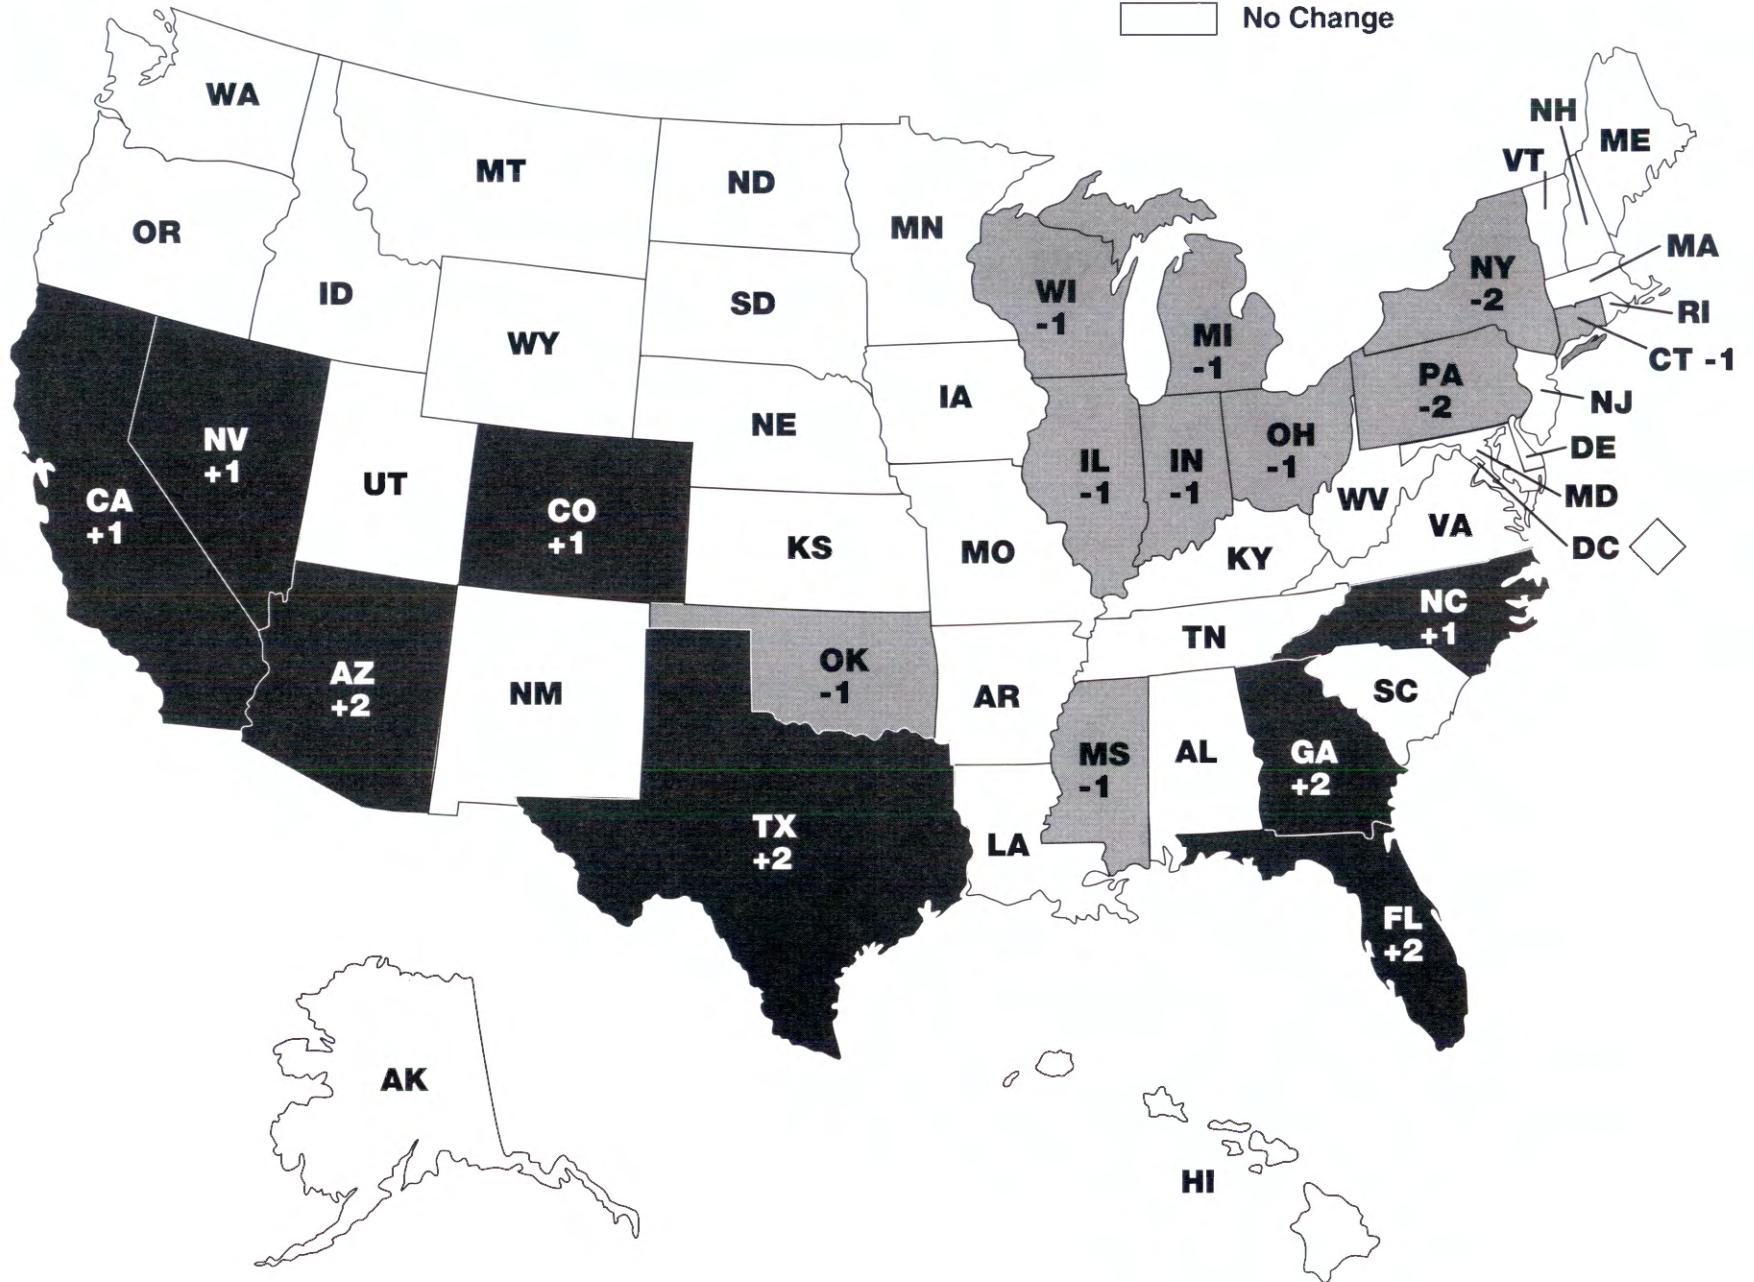 No Change
WA
MT
ND
MN
OR
ID
SD
WY
NH
ME
VT
MA
NY
-2
RI
CT -1
WI
-1
MI
-1
PA
-2
NJ
IA
NE
DE
NV
+1
UT
CO
+1
CA
+1
IL
-1
IN
-1
OH
-1
WV
MD
VA
DC
KS
MO
KY
NC
+1
TN
AZ
+2
NM
OK
-1
AR
SC
MS
-1
AL
GA
+2
TX
+2
LA
FL
+2
AK
HI